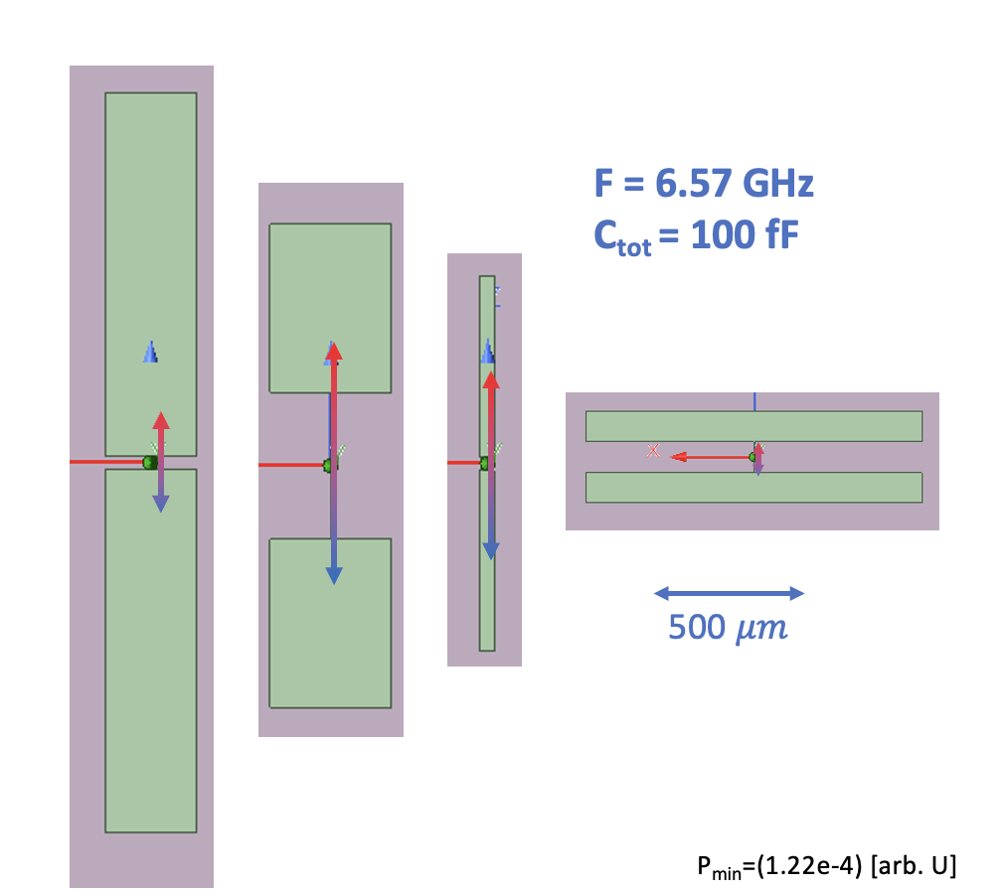 F = 6.57 GHz
Ctot = 100 fF
X
500 μm
Pmin=(1.22e-4) [arb. U]